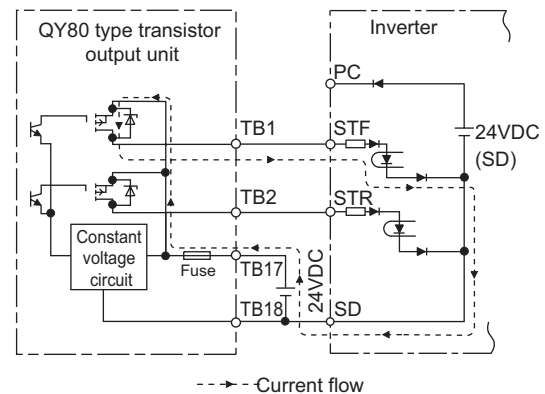 QY80 type transistor
output unit
Inverter
PC
TB1
STF
24VDC
(SD)
TB2
STR
Constant
voltage
circuit
Fuse
TB17
24VDC
TB18
SD
Current flow